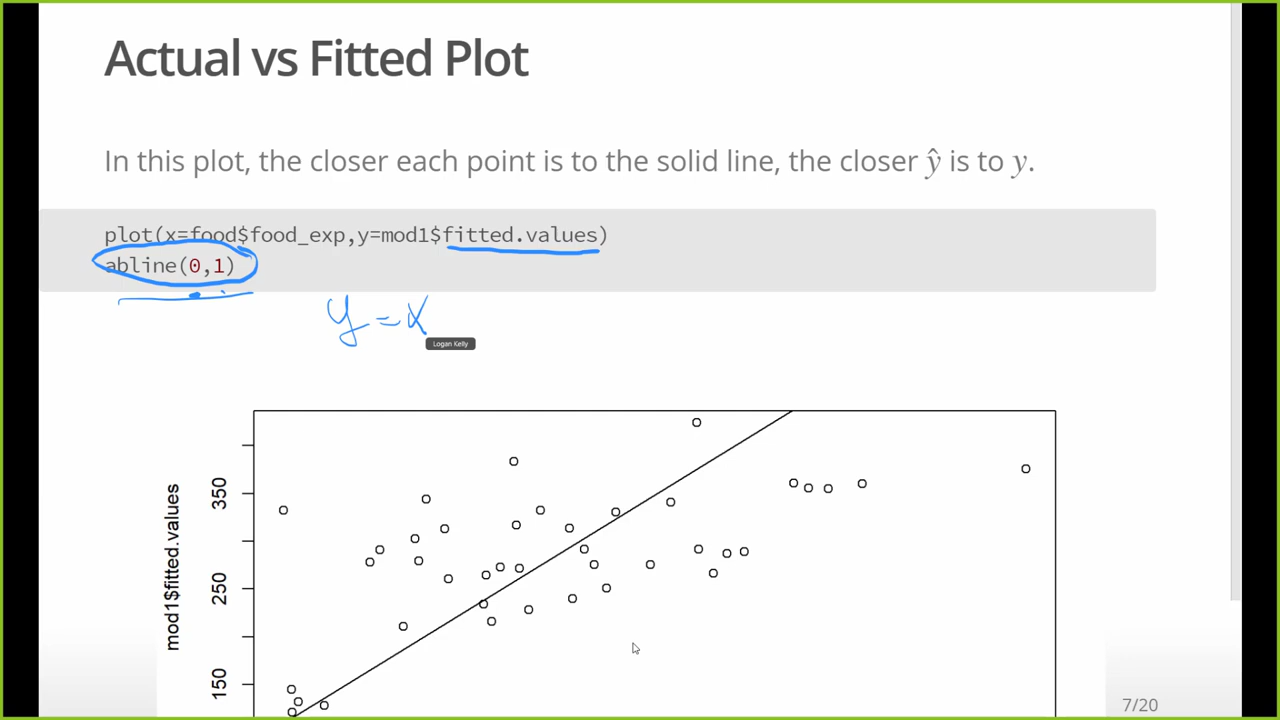 Actual vs Fitted Plot
In this plot, the closer each point is to the solid line, the closer ŷ is to y.
plot(x=food$food_exp,y=mod1$fitted.values)
abline(0,1)
y=x
Logan Kelly
mod1$fitted.values
350
250
150
7/20